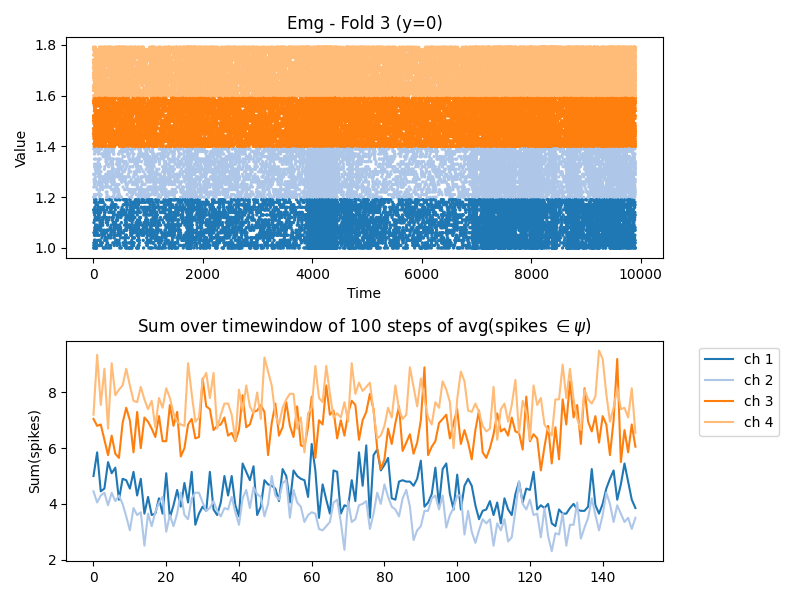 Emg - Fold 3 (y=0)
Value
1.8
1.6
1.4
1.2
1.0
0 2000 4000 6000 8000 10000
Time
Sum over timewindow of 100 steps of avg(spikes ∈ ψ)
Sum(spikes)
8
6
4
2
0 20 40 60 80 100 120 140
ch 1
ch 2
ch 3
ch 4